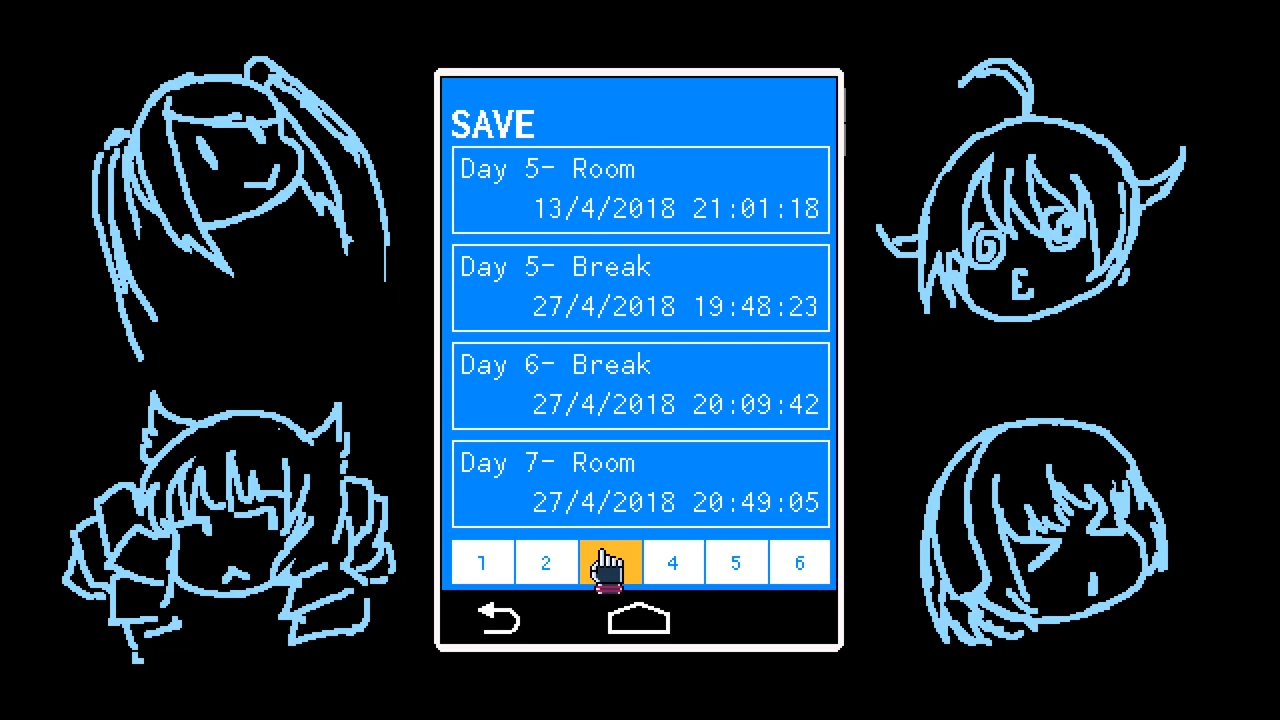 SAVE
Day 5- Room
13/4/2018 21:01:18
Day 5- Break
27/4/2018 19:48:23
Day 6- Break
27/4/2018 20:09:42
Day 7- Room
27/4/2018 20:49:05
1 2 4 5 6